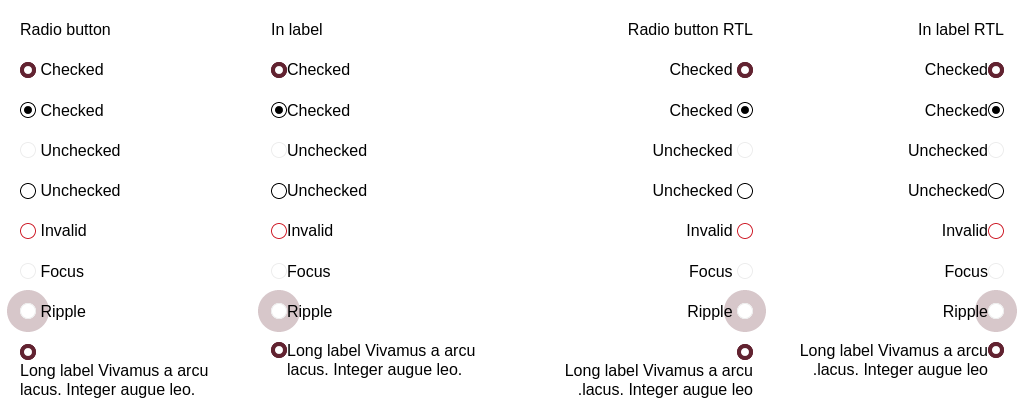 Radio button
Checked
Checked
Unchecked
Unchecked
Invalid
Focus
Ripple
Long label Vivamus a arcu
lacus. Integer augue leo.
In label
Checked
Checked
Unchecked
Unchecked
Invalid
Focus
Ripple
Long label Vivamus a arcu
lacus. Integer augue leo.
Radio button RTL
Checked
Checked
Unchecked
Unchecked
Invalid
Focus
Ripple
Long label Vivamus a arcu
.lacus. Integer augue leo
In label RTL
Checked
Checked
Unchecked
Unchecked
Invalid
Focus
Ripple
Long label Vivamus a arcu
.lacus. Integer augue leo